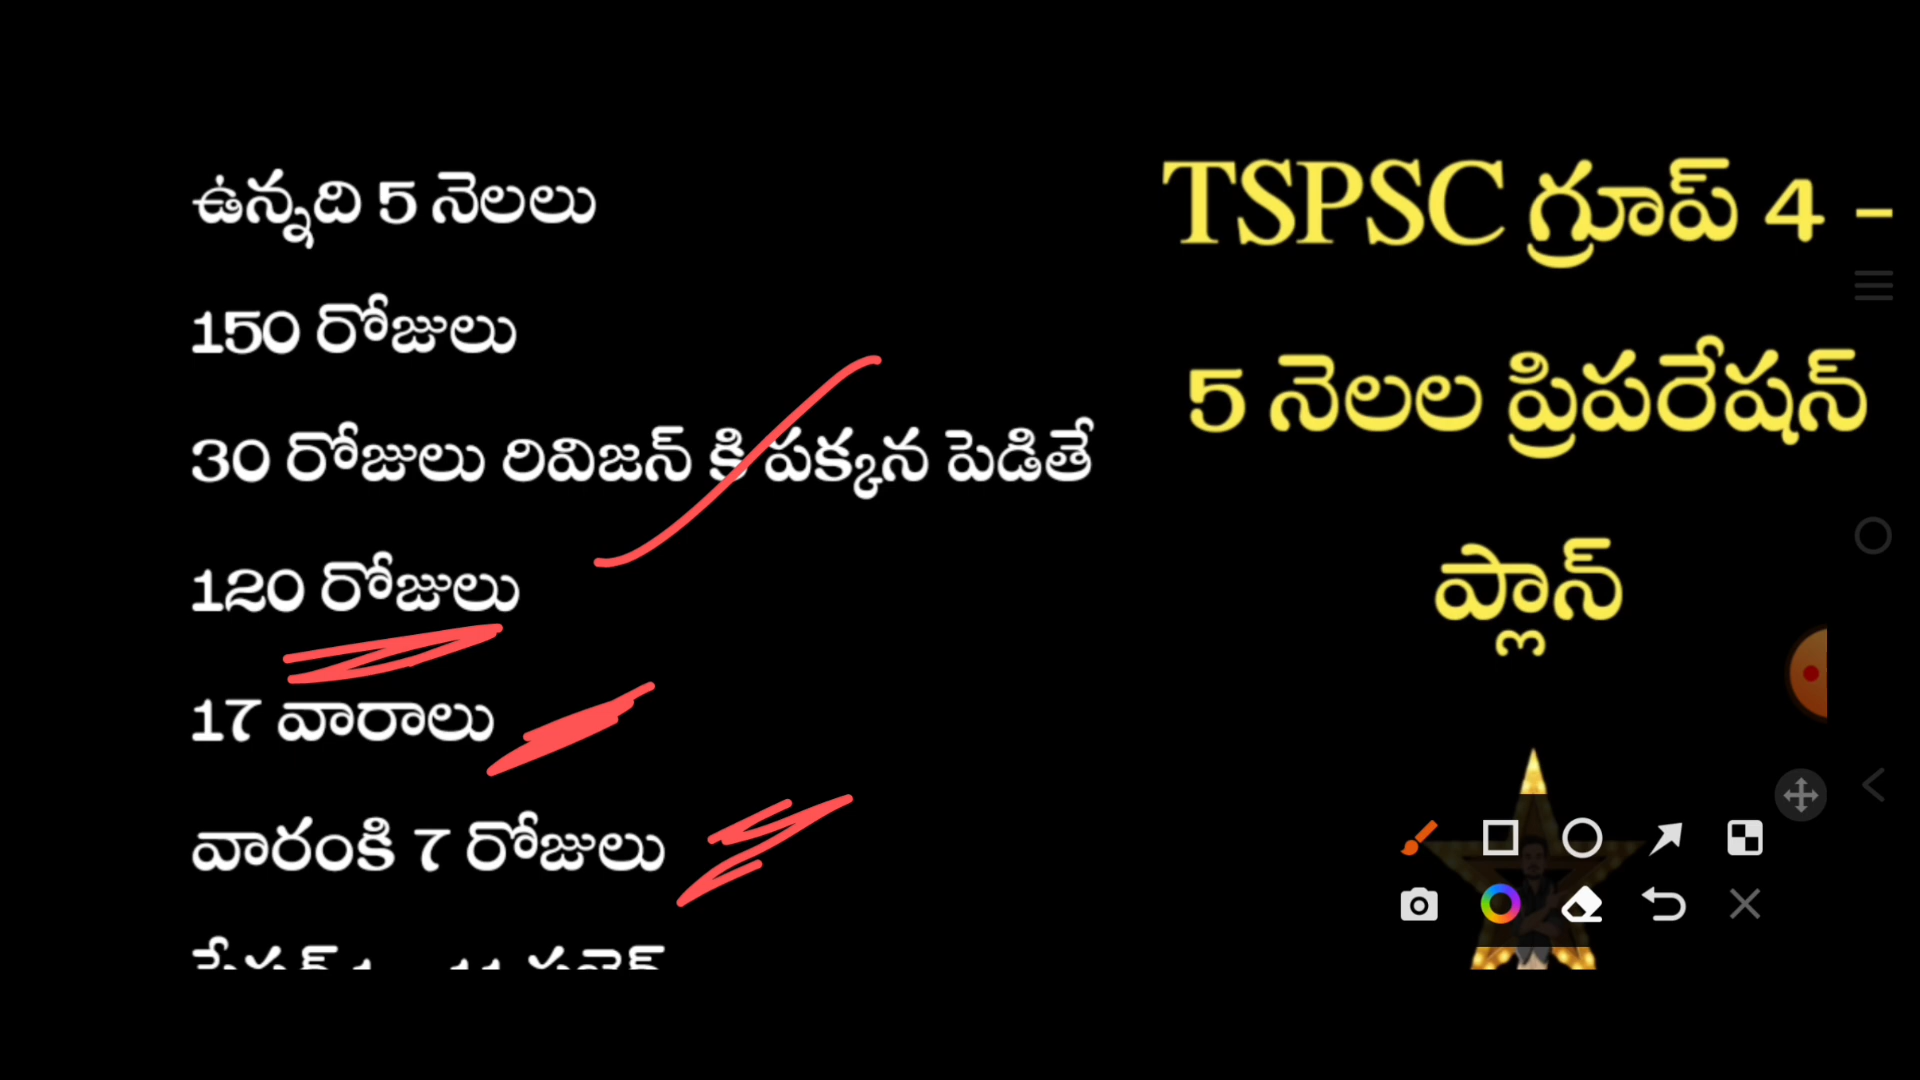 ఉన్నది 5 నెలలు
150 రోజులు
30 రోజులు రివిజన్ కి పక్కన పెడితే
120 రోజులు
17 వారాలు
వారంకి 7 రోజులు
TSPSC గ్రూప్ 4 -
5 నెలల ప్రిపరేషన్
ప్లాన్